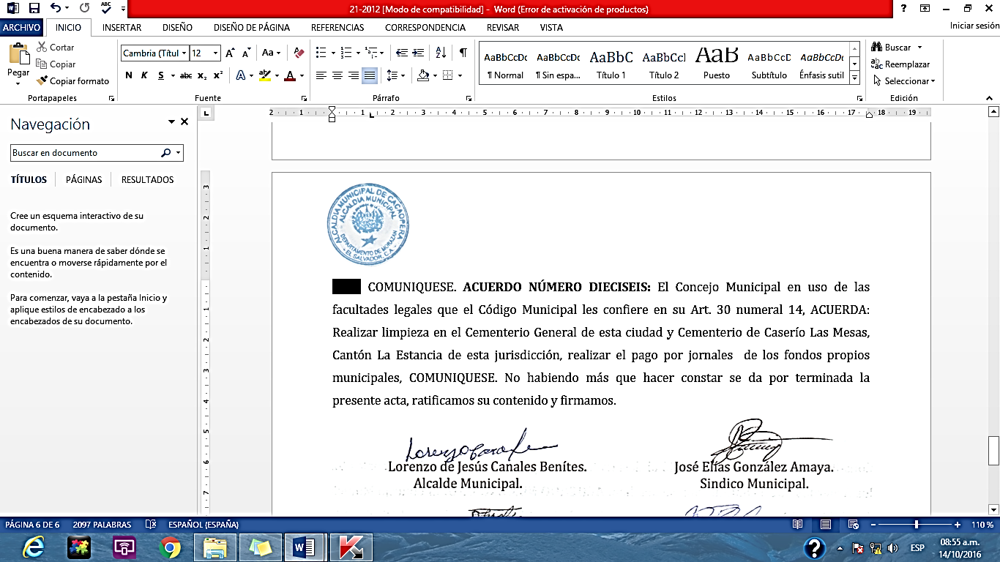 21-2012 [Modo de compatibilidad] - Word (Error de activación de productos)
ARCHIVO INICIO INSERTAR DISEÑO DISEÑO DE PÁGINA REFERENCIAS CORRESPONDENCIA REVISAR VISTA Iniciar sesión
Pegar
Cortar
Copiar
Copiar formato
Portapapeles
Cambria (Títul 12
N K S abc x₂ x²
Fuente
Párrafo
AaBbCcDc AaBbCcDc AaBbC AaBbCcI AaB AaBbCcD AaBbCcDc
¶ Normal ¶ Sin espa... Título 1 Título 2 Puesto Subtítulo Énfasis sutil
Estilos
Buscar
Reemplazar
Seleccionar
Edición
2 1 1 2 3 4 5 6 7 8 9 10 11 12 13 14 15 16 17 18 19
Navegación
Buscar en documento
TÍTULOS PÁGINAS RESULTADOS
Cree un esquema interactivo de su
documento.
Es una buena manera de saber dónde se
encuentra o moverse rápidamente por el
contenido.
Para comenzar, vaya a la pestaña Inicio y
aplique estilos de encabezado a los
encabezados de su documento.
3
2
1
1
2
3
4
5
6
7
ALCALDIA MUNICIPAL DE CACAOPERA
ALCALDIA MUNICIPAL
DEPARTAMENTO DE MORAZAN
EL SALVADOR, C.A.
COMUNIQUESE. ACUERDO NÚMERO DIECISEIS: El Concejo Municipal en uso de las
facultades legales que el Código Municipal les confiere en su Art. 30 numeral 14, ACUERDA:
Realizar limpieza en el Cementerio General de esta ciudad y Cementerio de Caserío Las Mesas,
Cantón La Estancia de esta jurisdicción, realizar el pago por jornales de los fondos propios
municipales, COMUNIQUESE. No habiendo más que hacer constar se da por terminada la
presente acta, ratificamos su contenido y firmamos.
Lorenzo de Jesús Canales Benítes.
Alcalde Municipal.
José Elías González Amaya.
Sindico Municipal.
PÁGINA 6 DE 6 2097 PALABRAS ESPAÑOL (ESPAÑA) 110 %
ESP
08:55 a.m.
14/10/2016